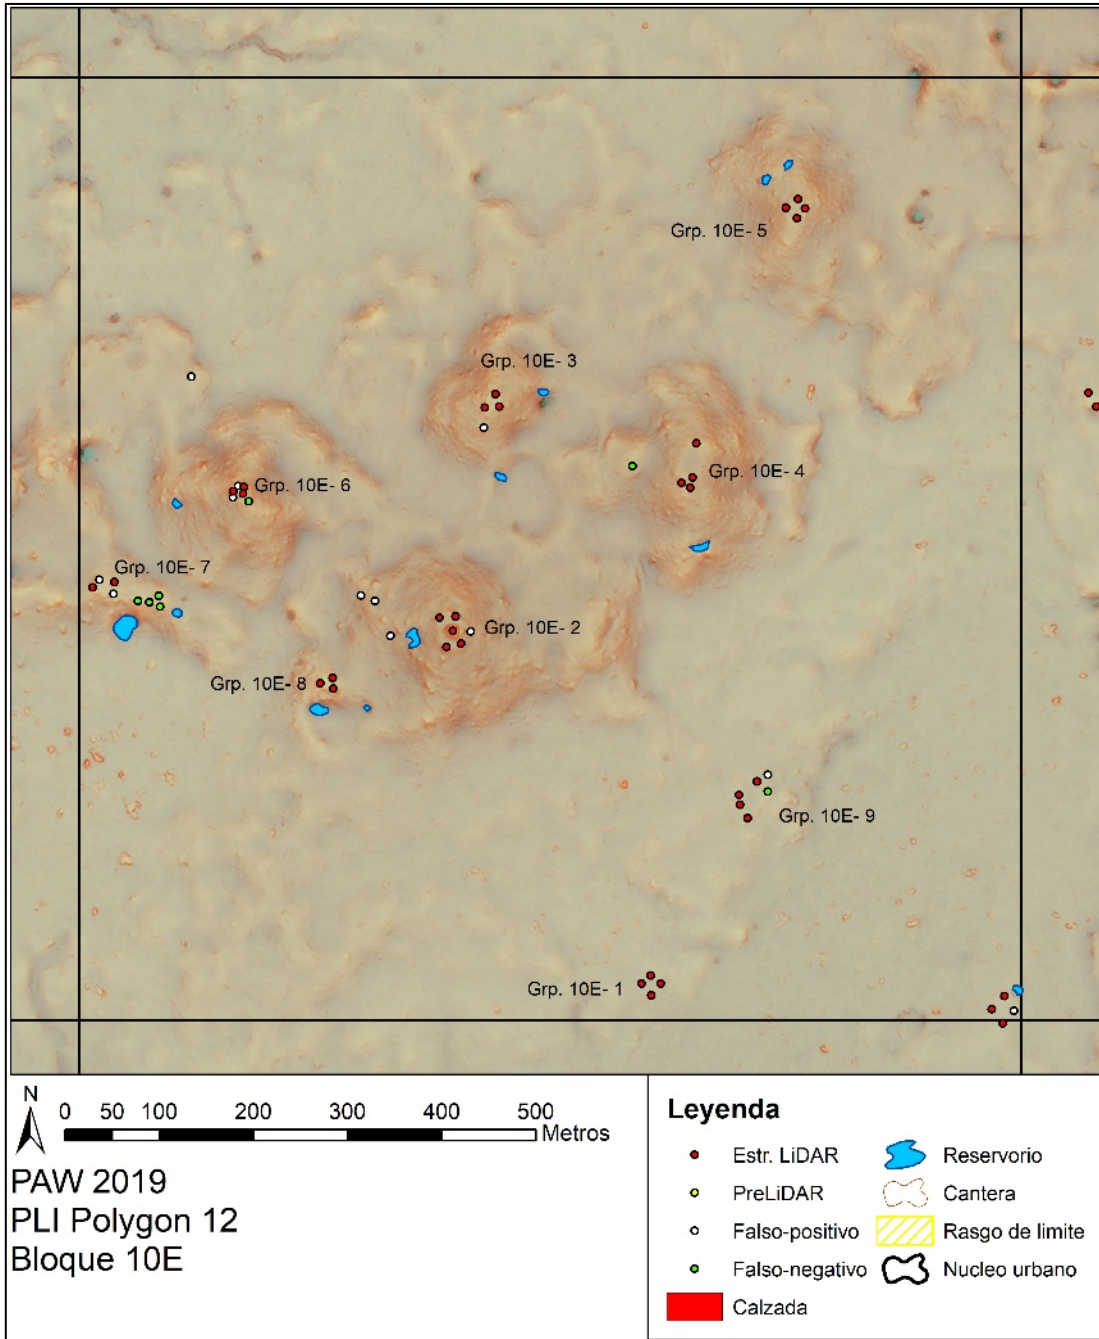 Grp. 10E- 5
Grp. 10E- 3
Grp. 10E- 4
Grp. 10E- 6
Grp. 10E- 7
Grp. 10E- 2
Grp. 10E- 8
Grp. 10E- 9
Grp. 10E- 1
N
0 50 100 200 300 400 500
Metros
PAW 2019
PLI Polygon 12
Bloque 10E
Leyenda
Estr. LiDAR
PreLiDAR
Falso-positivo
Falso-negativo
Calzada
Reservorio
Cantera
Rasgo de limite
Nucleo urbano